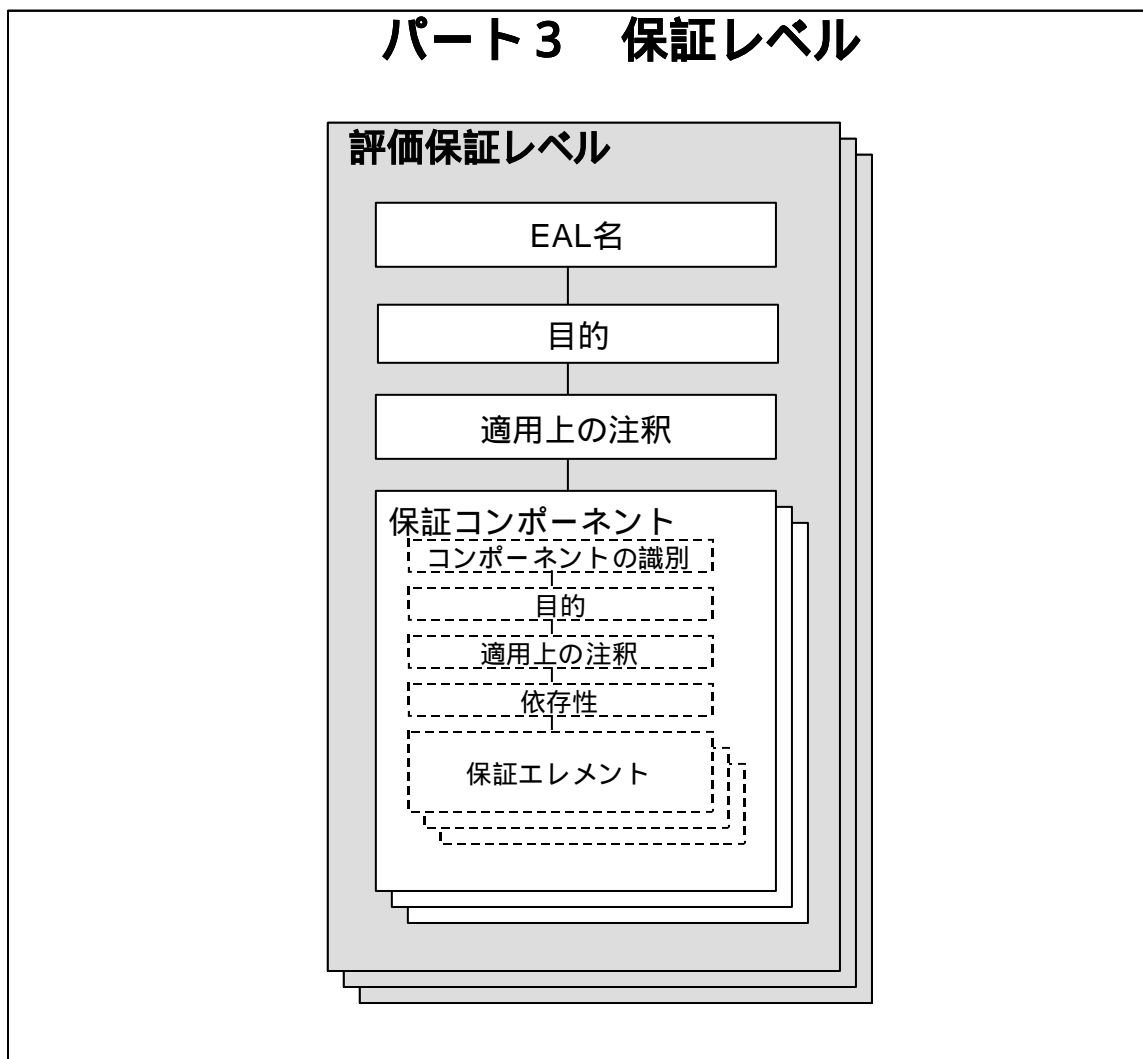 パート３　保証レベル
評価保証レベル
EAL名
目的
適用上の注釈
保証コンポーネント
コンポーネントの識別
目的
適用上の注釈
依存性
保証エレメント